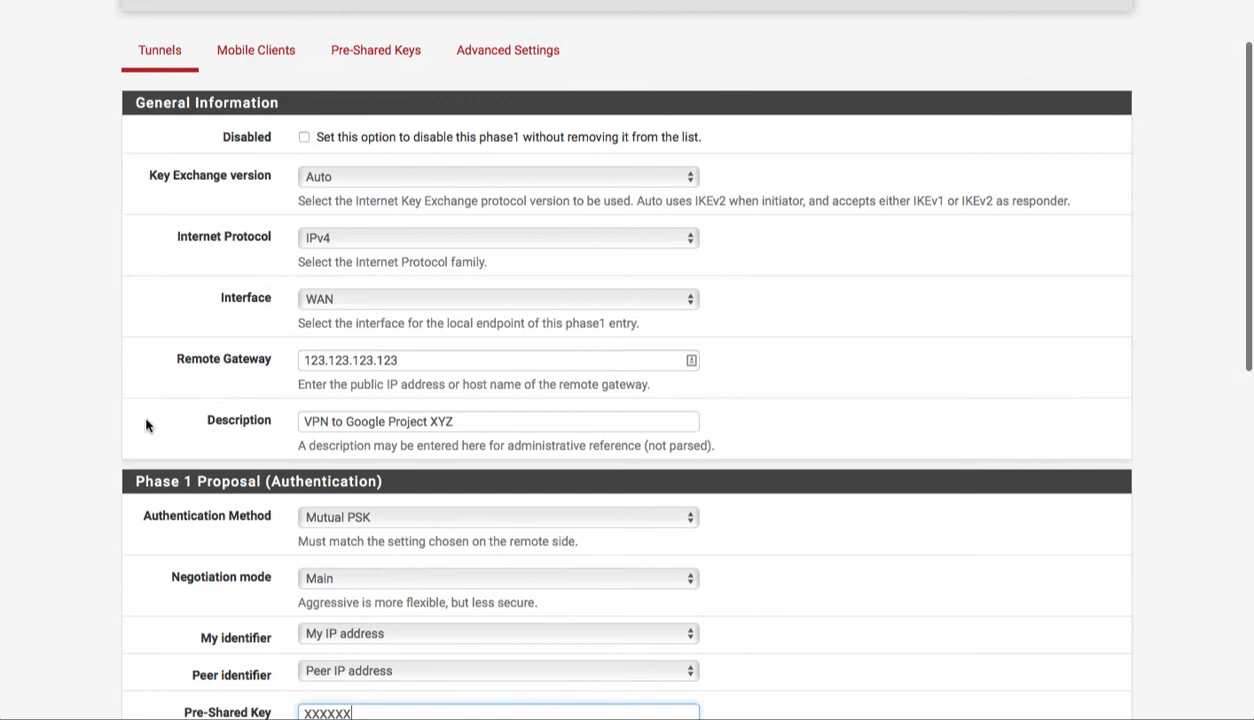 Tunnels Mobile Clients Pre-Shared Keys Advanced Settings
General Information
Disabled Set this option to disable this phase1 without removing it from the list.
Key Exchange version Auto
Select the Internet Key Exchange protocol version to be used. Auto uses IKEv2 when initiator, and accepts either IKEv1 or IKEv2 as responder.
Internet Protocol IPv4
Select the Internet Protocol family.
Interface WAN
Select the interface for the local endpoint of this phase1 entry.
Remote Gateway 123.123.123.123
Enter the public IP address or host name of the remote gateway.
Description VPN to Google Project XYZ
A description may be entered here for administrative reference (not parsed).
Phase 1 Proposal (Authentication)
Authentication Method Mutual PSK
Must match the setting chosen on the remote side.
Negotiation mode Main
Aggressive is more flexible, but less secure.
My identifier My IP address
Peer identifier Peer IP address
Pre-Shared Key XXXXXX